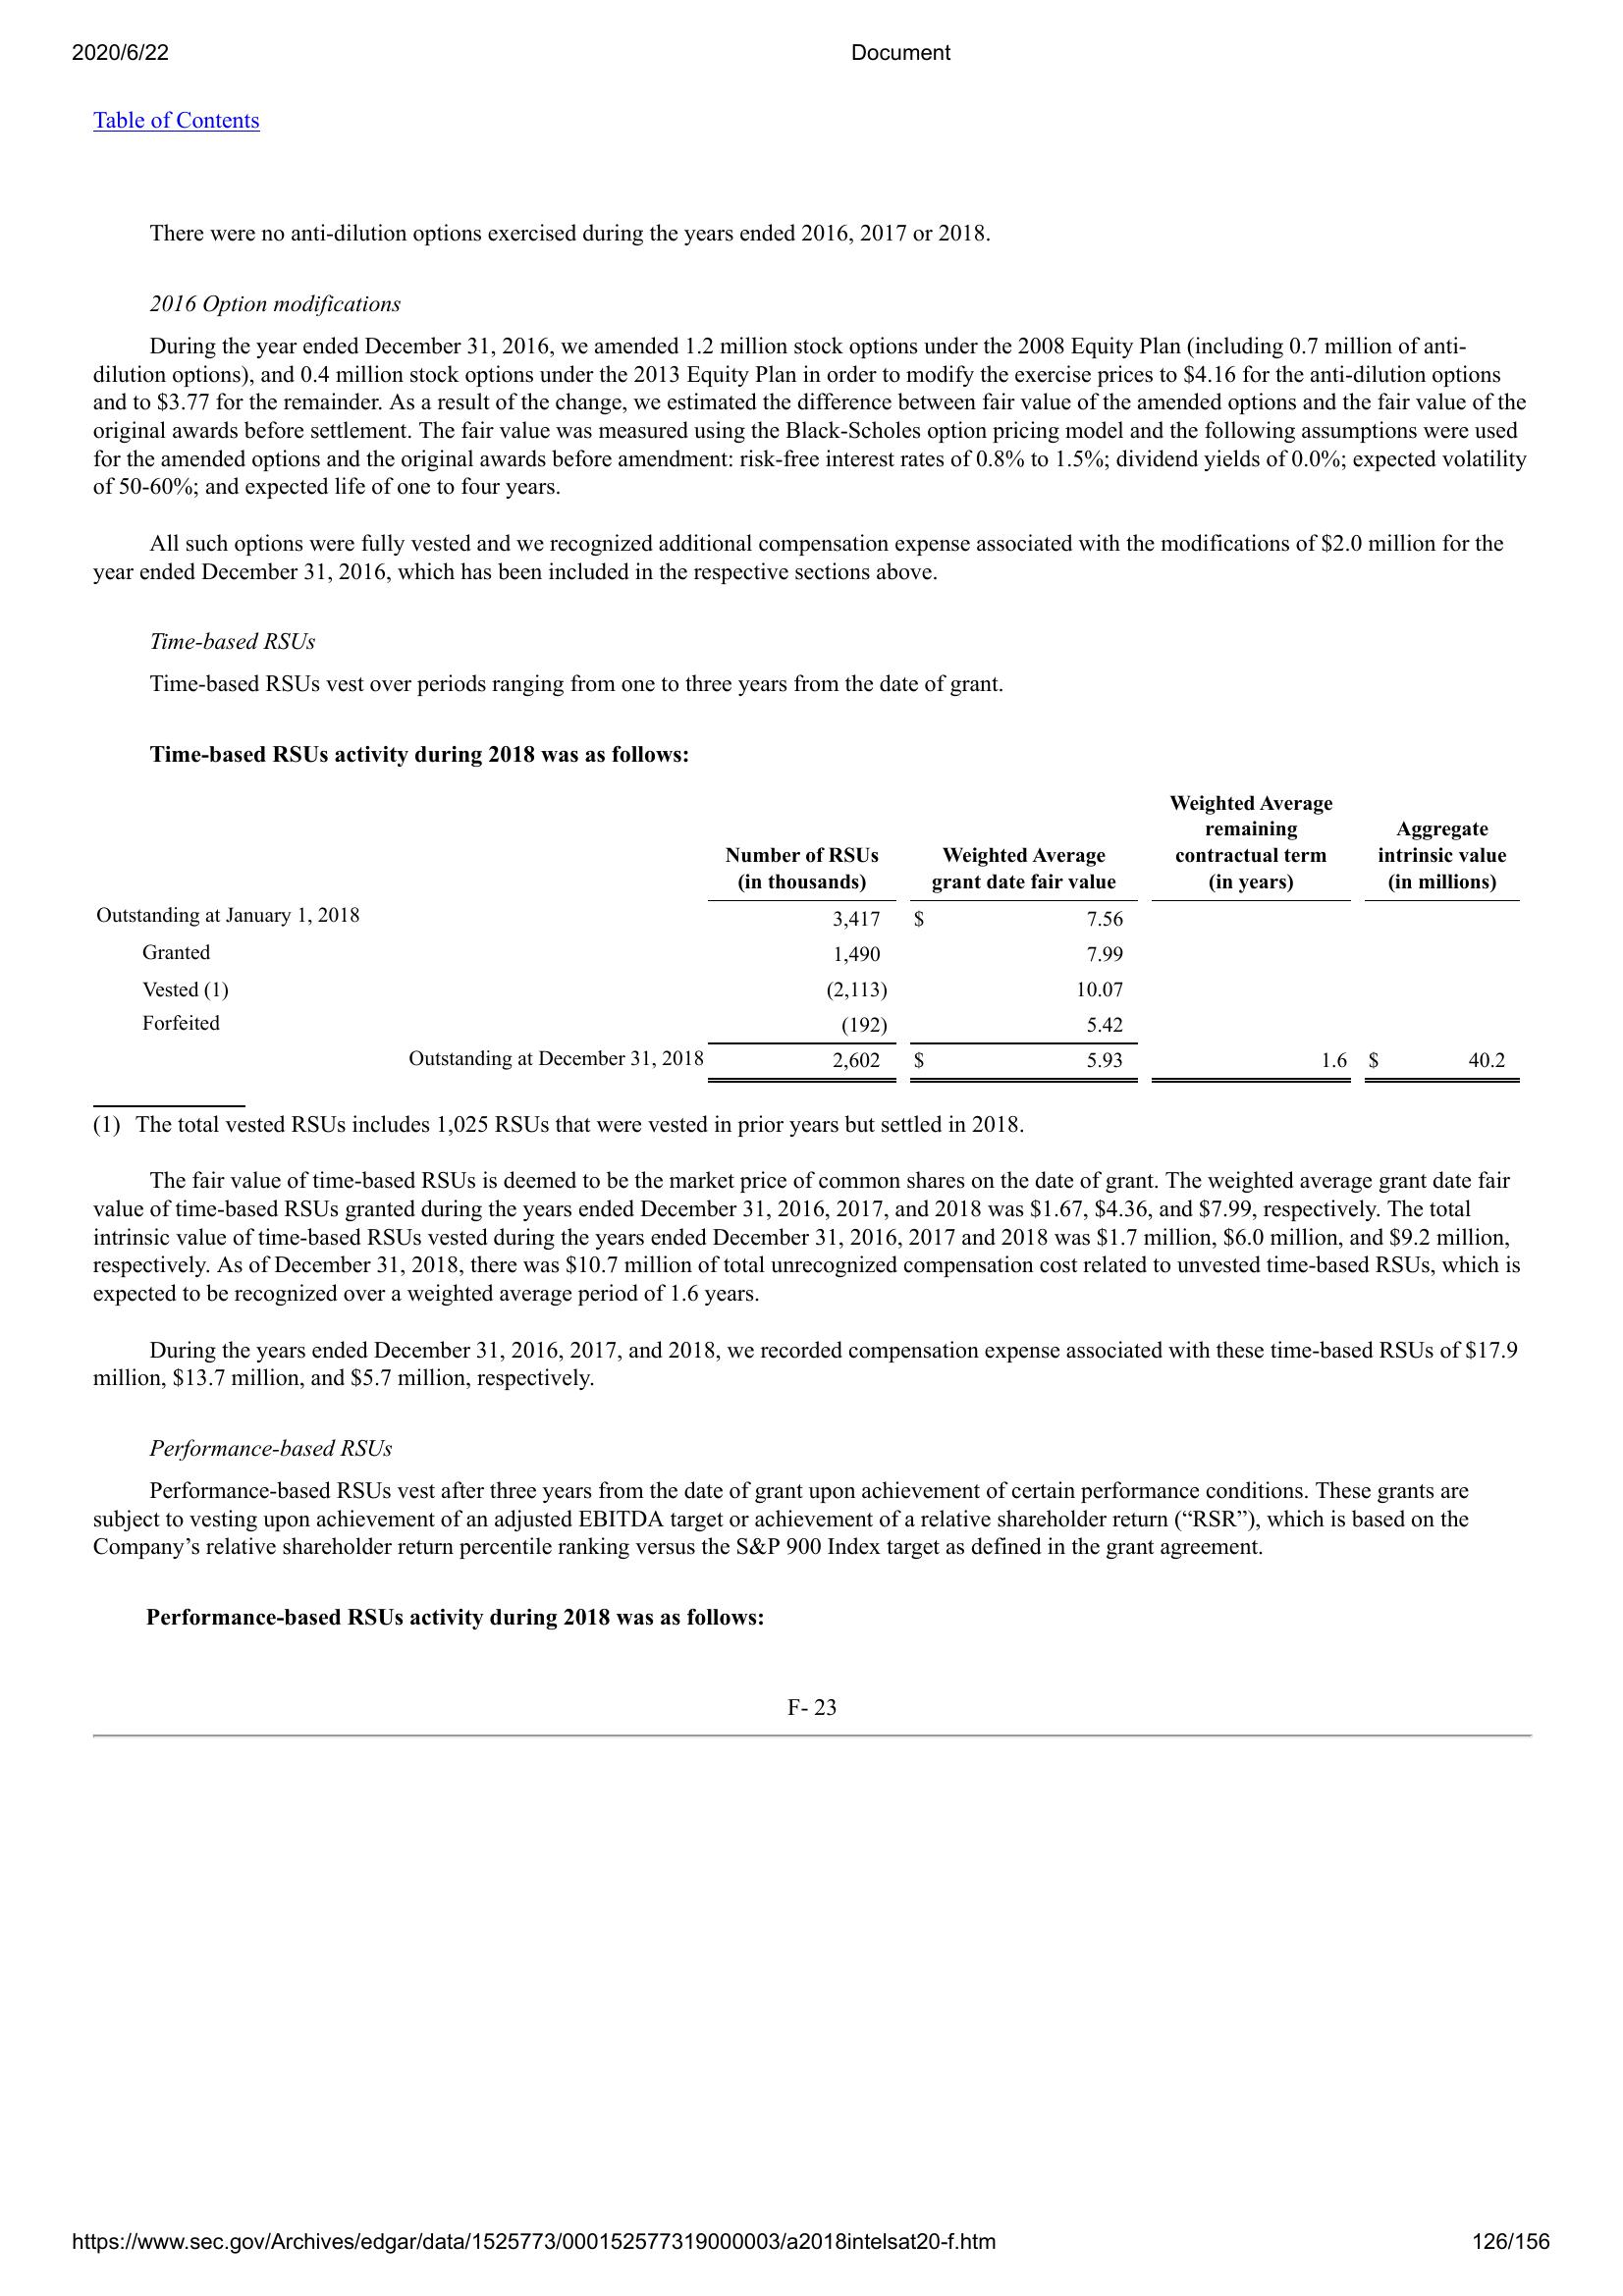 2020/6/22 Document
Table of Contents
There were no anti-dilution options exercised during the years ended 2016, 2017 or 2018.
2016 Option modifications
During the year ended December 31, 2016, we amended 1.2 million stock options under the 2008 Equity Plan (including 0.7 million of anti-
dilution options), and 0.4 million stock options under the 2013 Equity Plan in order to modify the exercise prices to $4.16 for the anti-dilution options
and to $3.77 for the remainder. As a result of the change, we estimated the difference between fair value of the amended options and the fair value of the
original awards before settlement. The fair value was measured using the Black-Scholes option pricing model and the following assumptions were used
for the amended options and the original awards before amendment: risk-free interest rates of 0.8% to 1.5%; dividend yields of 0.0%; expected volatility
of 50-60%; and expected life of one to four years.
All such options were fully vested and we recognized additional compensation expense associated with the modifications of $2.0 million for the
year ended December 31, 2016, which has been included in the respective sections above.
Time-based RSUs
Time-based RSUs vest over periods ranging from one to three years from the date of grant.
Time-based RSUs activity during 2018 was as follows:
Weighted Average
remaining Aggregate
Number of RSUs Weighted Average contractual term intrinsic value
(in thousands) grant date fair value (in years) (in millions)
Outstanding at January 1, 2018 3,417 $ 7.56
Granted 1,490 7.99
Vested (1) (2,113) 10.07
Forfeited (192) 5.42
Outstanding at December 31, 2018 2,602 $ 5.93 1.6 $ 40.2
(1) The total vested RSUs includes 1,025 RSUs that were vested in prior years but settled in 2018.
The fair value of time-based RSUs is deemed to be the market price of common shares on the date of grant. The weighted average grant date fair
value of time-based RSUs granted during the years ended December 31, 2016, 2017, and 2018 was $1.67, $4.36, and $7.99, respectively. The total
intrinsic value of time-based RSUs vested during the years ended December 31, 2016, 2017 and 2018 was $1.7 million, $6.0 million, and $9.2 million,
respectively. As of December 31, 2018, there was $10.7 million of total unrecognized compensation cost related to unvested time-based RSUs, which is
expected to be recognized over a weighted average period of 1.6 years.
During the years ended December 31, 2016, 2017, and 2018, we recorded compensation expense associated with these time-based RSUs of $17.9
million, $13.7 million, and $5.7 million, respectively.
Performance-based RSUs
Performance-based RSUs vest after three years from the date of grant upon achievement of certain performance conditions. These grants are
subject to vesting upon achievement of an adjusted EBITDA target or achievement of a relative shareholder return (“RSR”), which is based on the
Company’s relative shareholder return percentile ranking versus the S&P 900 Index target as defined in the grant agreement.
Performance-based RSUs activity during 2018 was as follows:
F- 23
https://www.sec.gov/Archives/edgar/data/1525773/000152577319000003/a2018intelsat20-f.htm 126/156